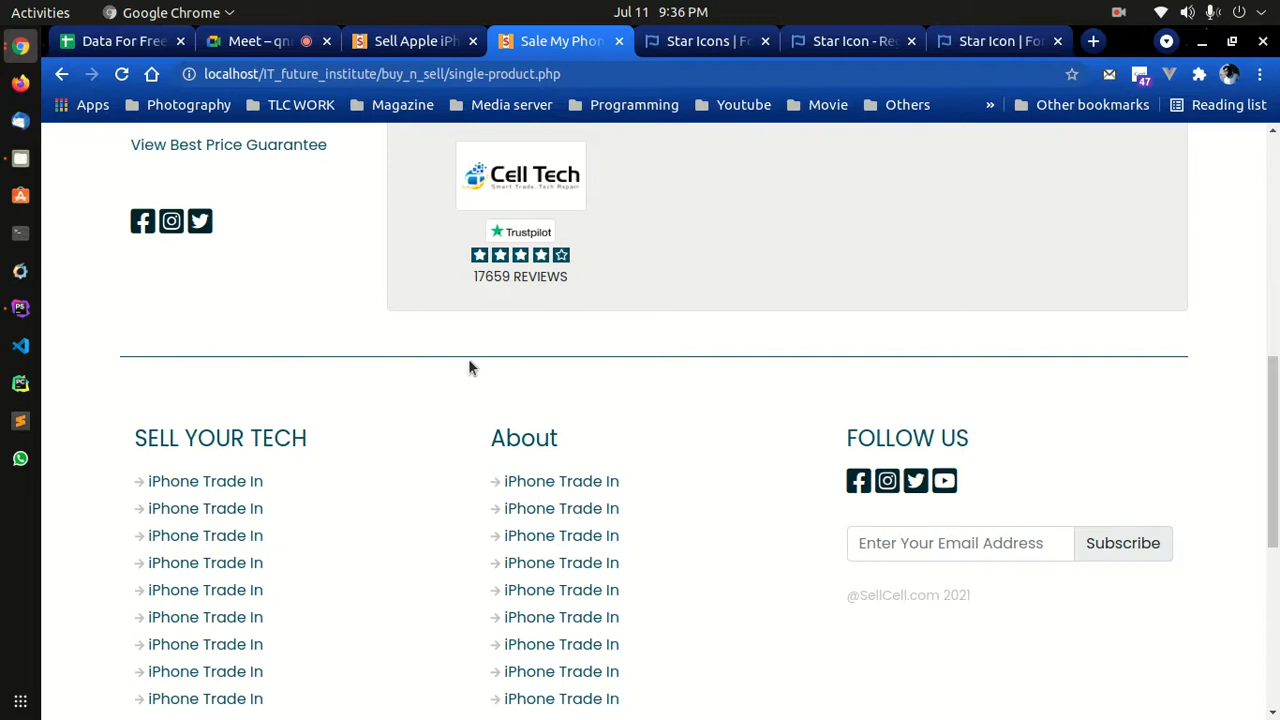 Activities Google Chrome Jul 11 9:36 PM
Data For Free Meet – qn Sell Apple iPh Sale My Phon Star Icons | Fo Star Icon - Re Star Icon | Fon
localhost/IT_future_institute/buy_n_sell/single-product.php 47
Apps Photography TLC WORK Magazine Media server Programming Youtube Movie Others » Other bookmarks Reading list
View Best Price Guarantee
Cell Tech
Smart Trade. Tech Repair
Trustpilot
17659 REVIEWS
SELL YOUR TECH
iPhone Trade In
iPhone Trade In
iPhone Trade In
iPhone Trade In
iPhone Trade In
iPhone Trade In
iPhone Trade In
iPhone Trade In
iPhone Trade In
About
iPhone Trade In
iPhone Trade In
iPhone Trade In
iPhone Trade In
iPhone Trade In
iPhone Trade In
iPhone Trade In
iPhone Trade In
iPhone Trade In
FOLLOW US
Enter Your Email Address Subscribe
@SellCell.com 2021